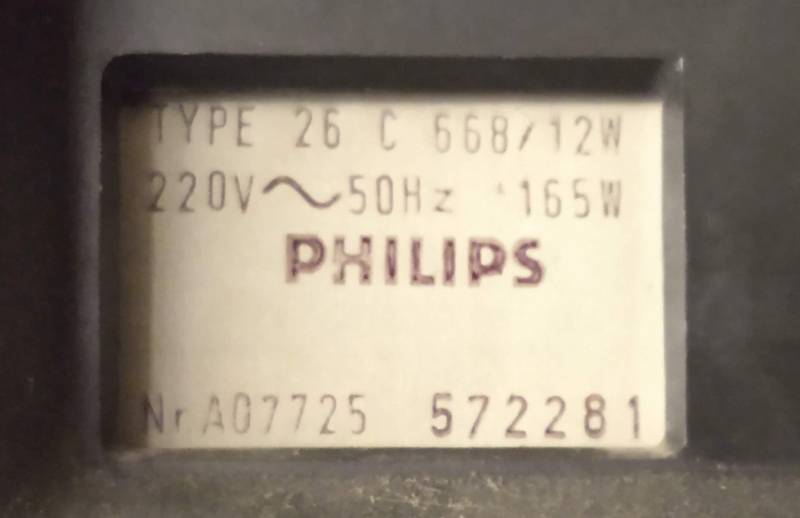 TYPE 26 C 668/12W
220V~50Hz 165W
PHILIPS
Nr A07725 572281